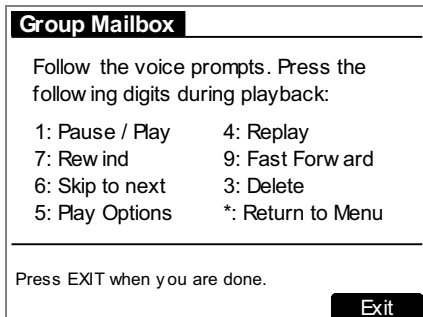 Group Mailbox
Follow the voice prompts. Press the
following digits during playback:
1: Pause / Play 4: Replay
7: Rewind 9: Fast Forward
6: Skip to next 3: Delete
5: Play Options *: Return to Menu
Press EXIT when you are done.
Exit